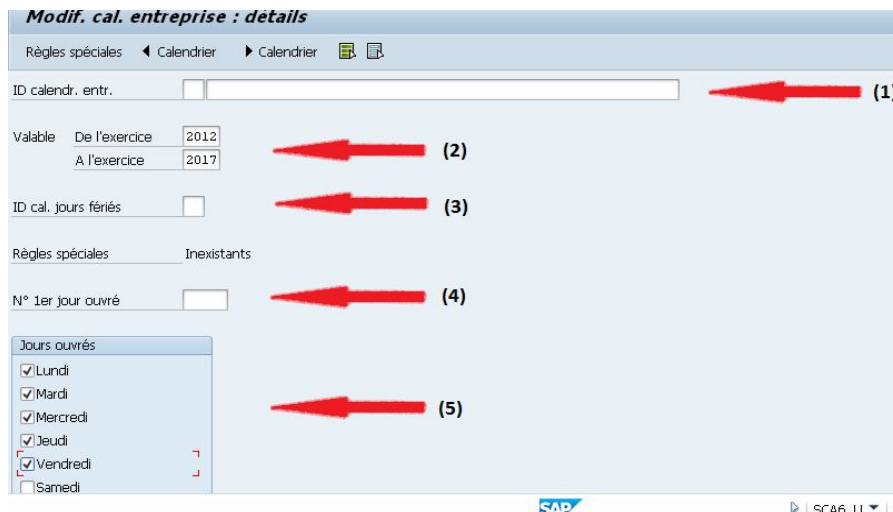 Modif. cal. entreprise : détails
Règles spéciales Calendrier Calendrier
ID calendr. entr. (1)
Valable De l'exercice 2012
A l'exercice 2017
(2)
ID cal. jours fériés (3)
Règles spéciales Inexistants
N° 1er jour ouvré (4)
Jours ouvrés
Lundi
Mardi
Mercredi
(5)
Jeudi
Vendredi
Samedi
SAP